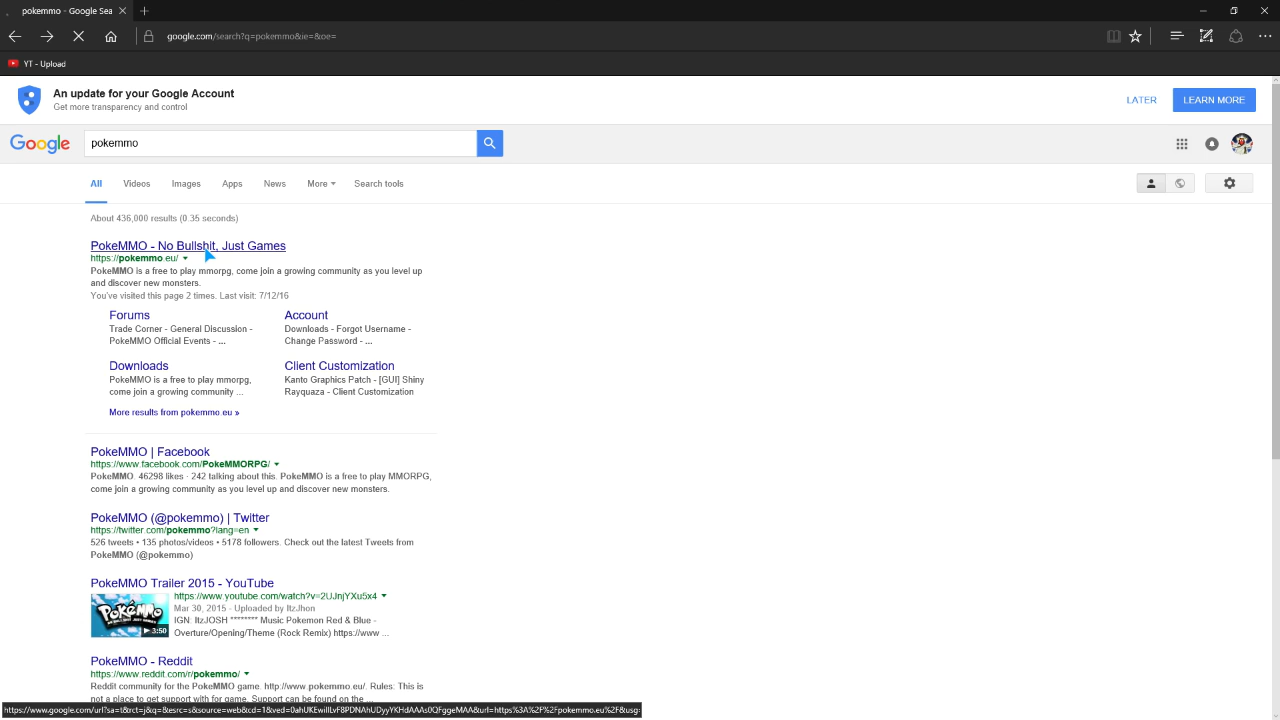 pokemmo - Google Sea
google.com/search?q=pokemmo&ie=&oe=
YT - Upload
An update for your Google Account
Get more transparency and control
LATER
LEARN MORE
Google
pokemmo
All
Videos
Images
Apps
News
More
Search tools
About 436,000 results (0.35 seconds)
PokeMMO - No Bullshit, Just Games
https://pokemmo.eu/
PokeMMO is a free to play mmorpg, come join a growing community as you level up
and discover new monsters.
You've visited this page 2 times. Last visit: 7/12/16
Forums
Trade Corner - General Discussion -
PokeMMO Official Events - ...
Account
Downloads - Forgot Username -
Change Password - ...
Downloads
PokeMMO is a free to play mmorpg,
come join a growing community ...
Client Customization
Kanto Graphics Patch - [GUI] Shiny
Rayquaza - Client Customization
More results from pokemmo.eu »
PokeMMO | Facebook
https://www.facebook.com/PokeMMORPG/
PokeMMO. 46298 likes · 242 talking about this. PokeMMO is a free to play MMORPG,
come join a growing community as you level up and discover new monsters.
PokeMMO (@pokemmo) | Twitter
https://twitter.com/pokemmo?lang=en
526 tweets • 135 photos/videos • 5178 followers. Check out the latest Tweets from
PokeMMO (@pokemmo)
PokeMMO Trailer 2015 - YouTube
https://www.youtube.com/watch?v=2UJnjYXu5x4
Mar 30, 2015 - Uploaded by ItzJhon
IGN: ItzJOSH ******** Music Pokemon Red & Blue -
Overture/Opening/Theme (Rock Remix) https://www ...
POKÉMMO
3:50
PokeMMO - Reddit
https://www.reddit.com/r/pokemmo/
Reddit community for the PokeMMO game. http://www.pokemmo.eu/. Rules: This is
not a place to get support with for game. Support can be found on the ...